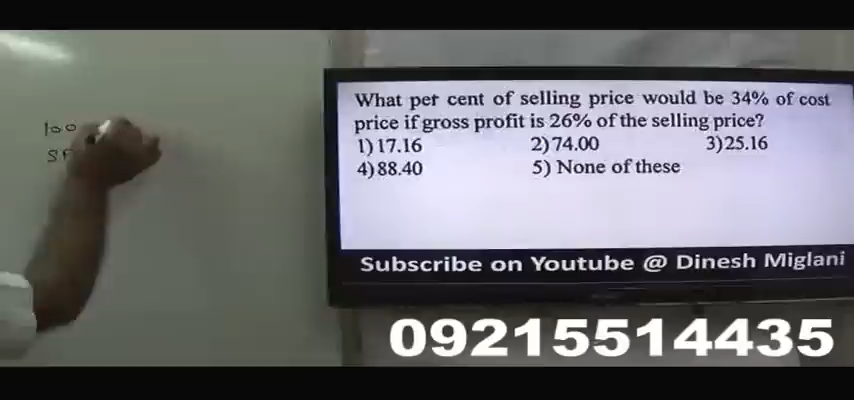 100
What per cent of selling price would be 34% of cost
price if gross profit is 26% of the selling price?
1) 17.16 2) 74.00 3) 25.16
4) 88.40 5) None of these
Subscribe on Youtube @ Dinesh Miglani
09215514435